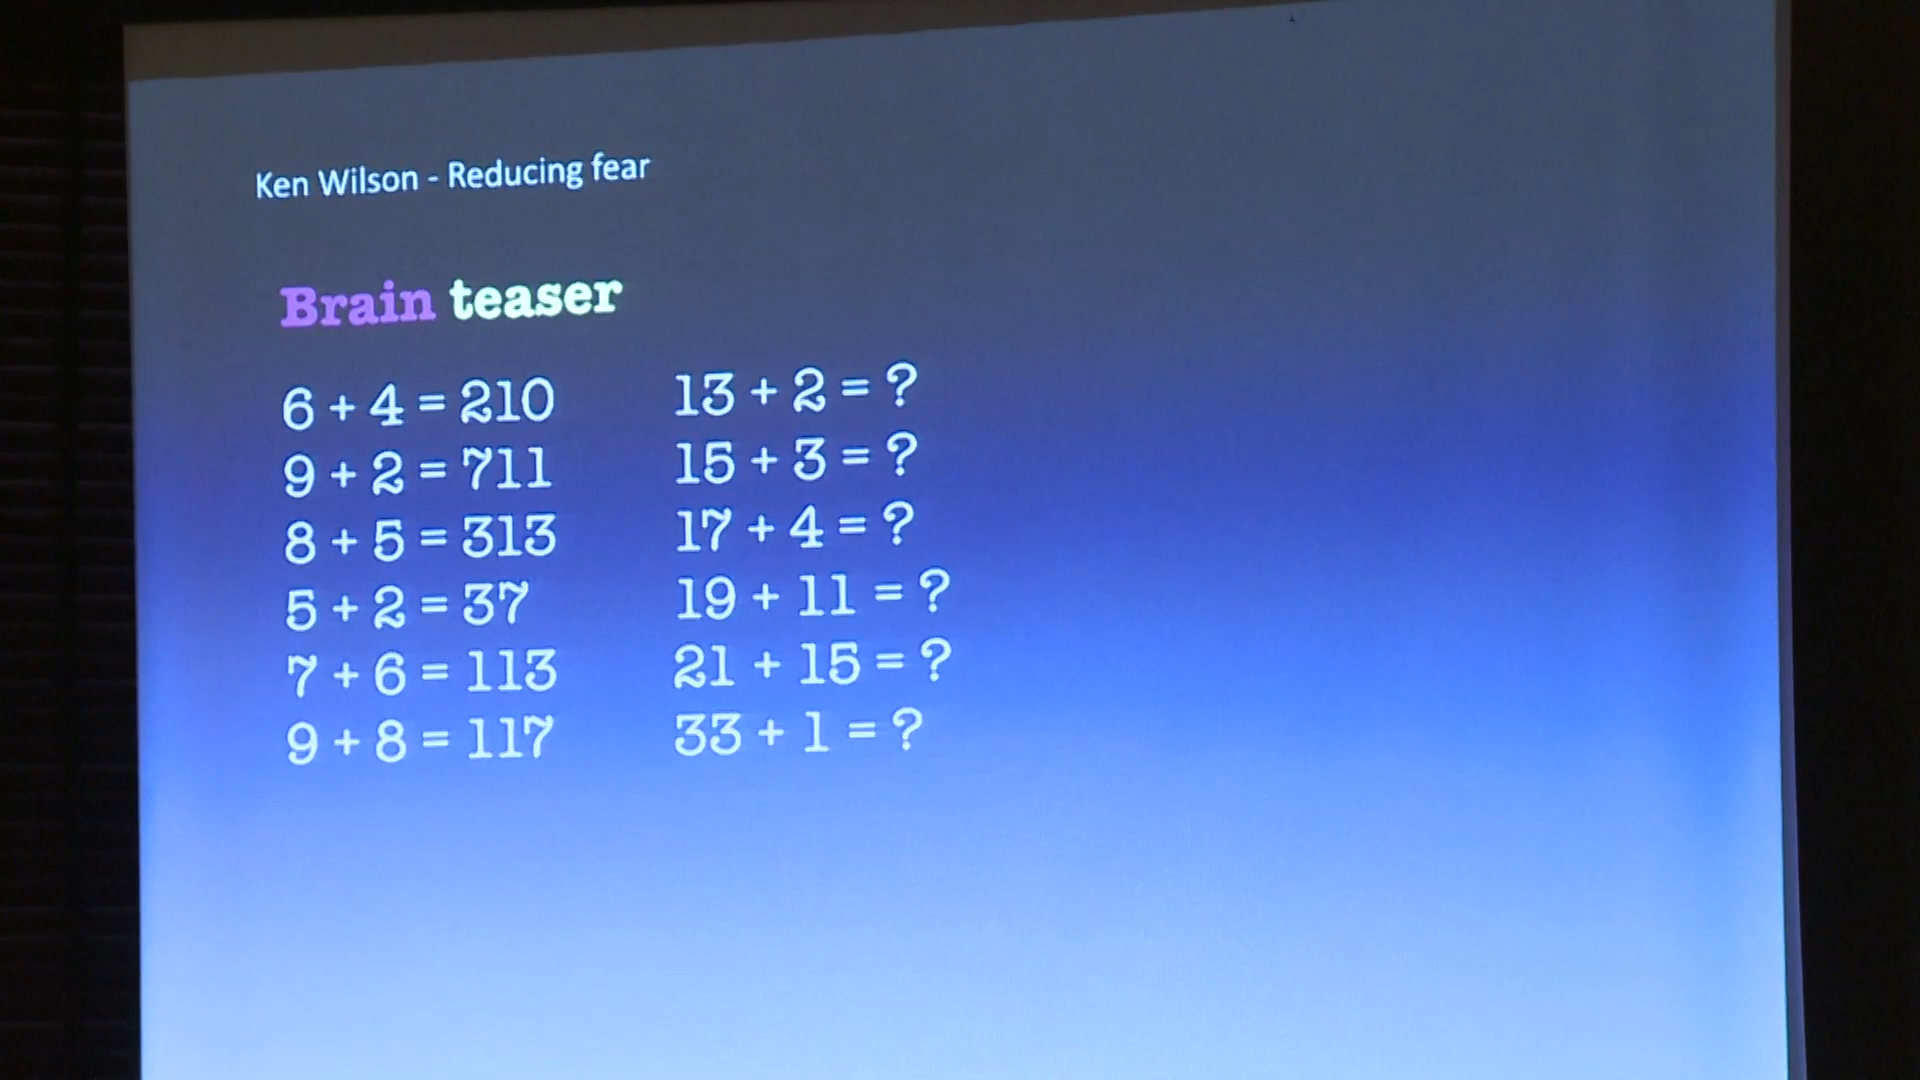 Ken Wilson - Reducing fear
Brain teaser
6 + 4 = 210
9 + 2 = 711
8 + 5 = 313
5 + 2 = 37
7 + 6 = 113
9 + 8 = 117
13 + 2 = ?
15 + 3 = ?
17 + 4 = ?
19 + 11 = ?
21 + 15 = ?
33 + 1 = ?